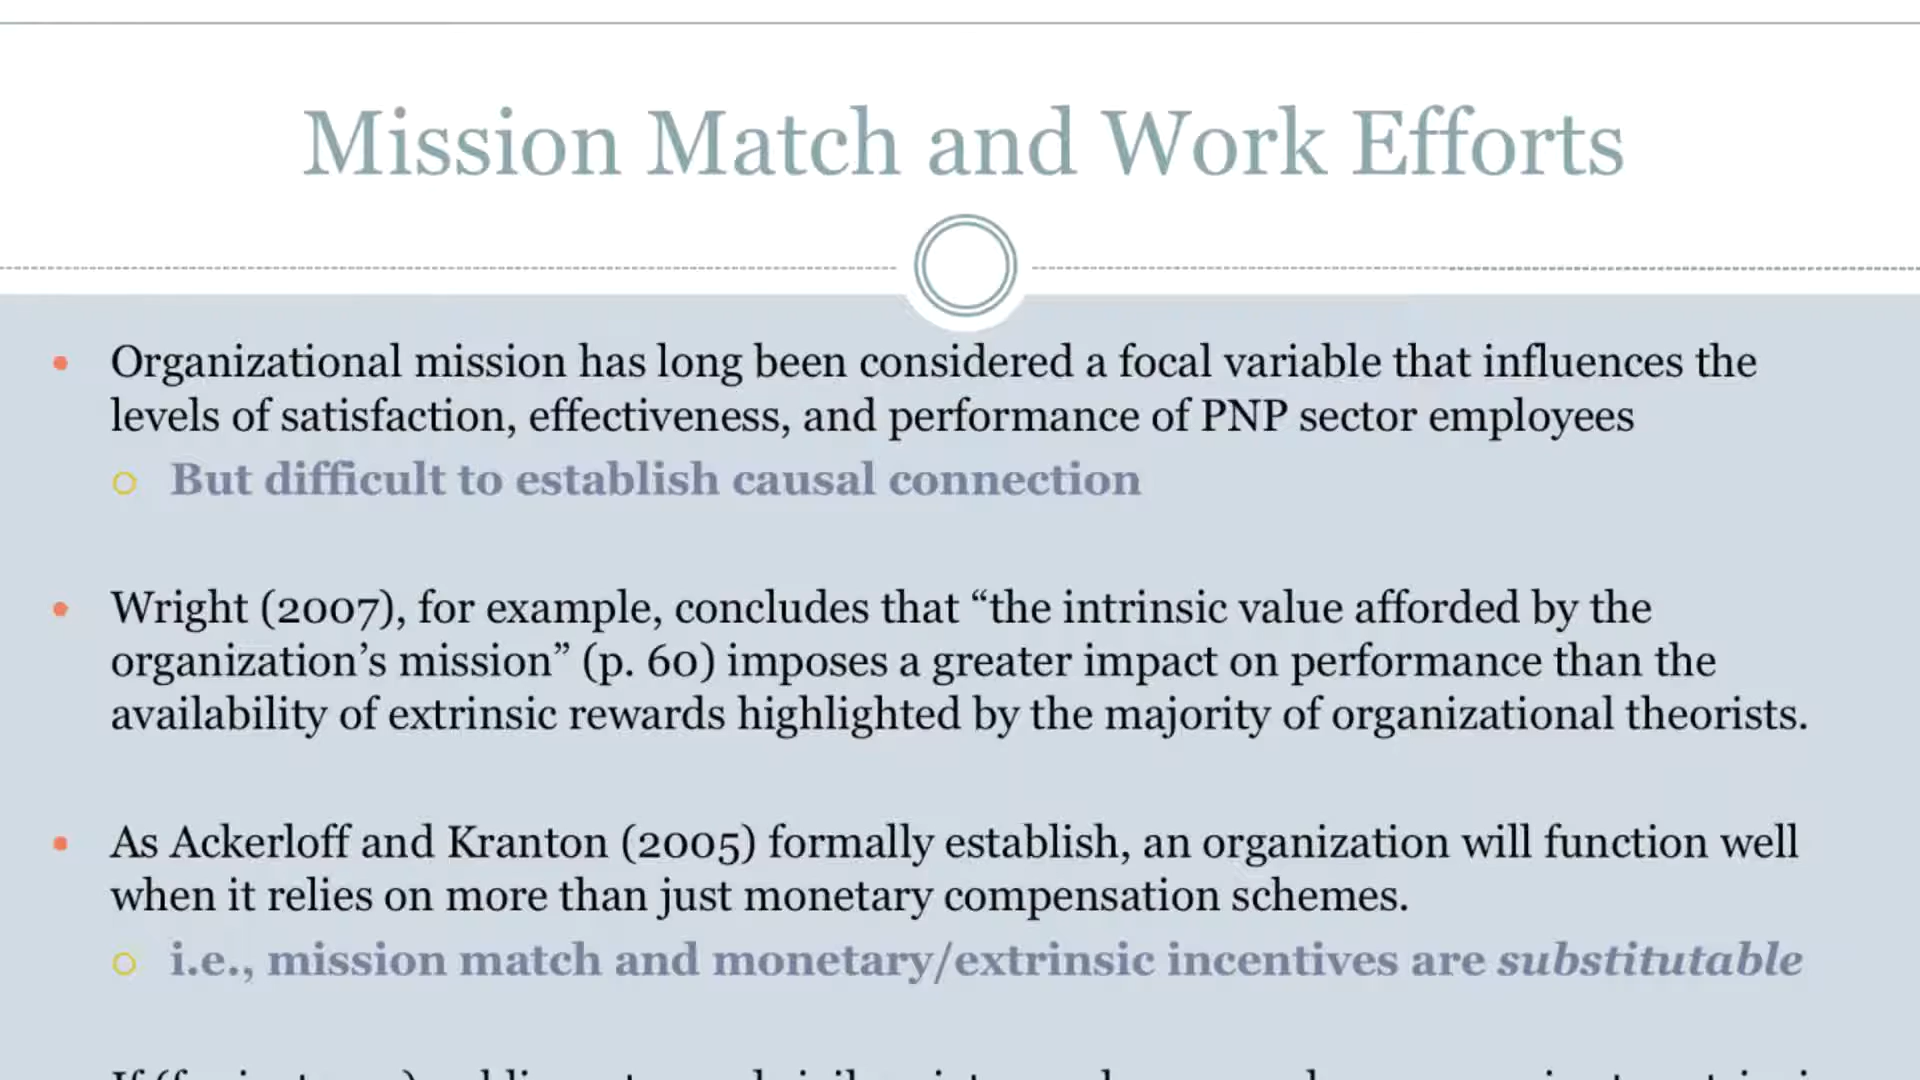 Mission Match and Work Efforts
• Organizational mission has long been considered a focal variable that influences the
levels of satisfaction, effectiveness, and performance of PNP sector employees
○ But difficult to establish causal connection
• Wright (2007), for example, concludes that “the intrinsic value afforded by the
organization’s mission” (p. 60) imposes a greater impact on performance than the
availability of extrinsic rewards highlighted by the majority of organizational theorists.
• As Ackerloff and Kranton (2005) formally establish, an organization will function well
when it relies on more than just monetary compensation schemes.
○ i.e., mission match and monetary/extrinsic incentives are substitutable